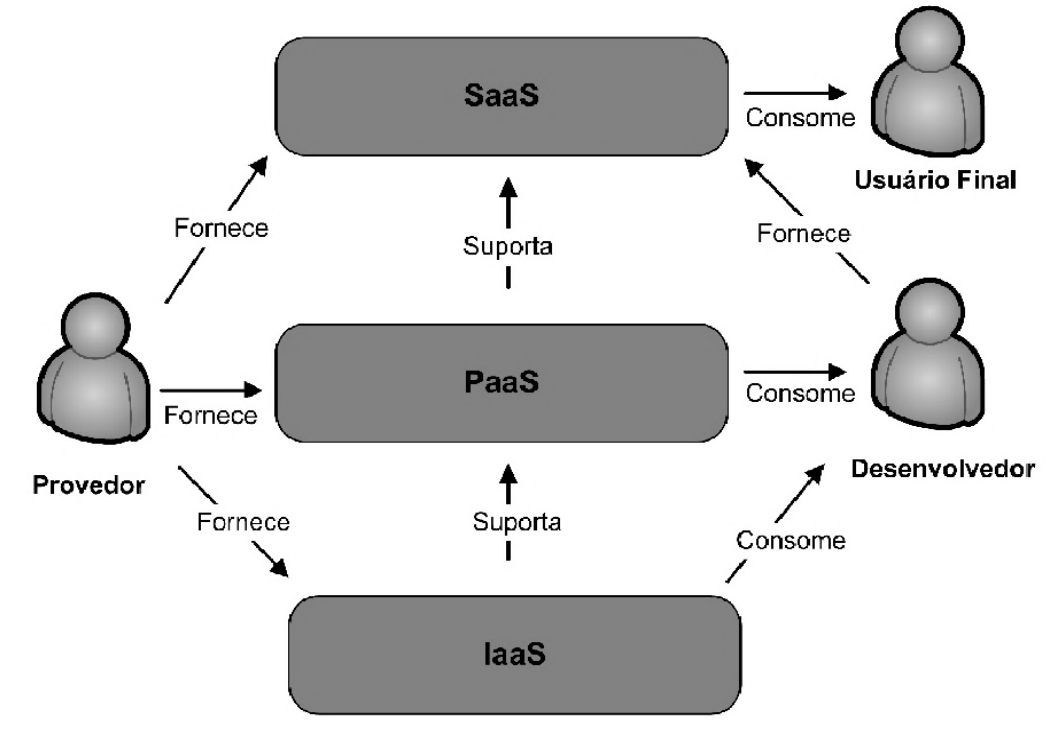 SaaS
Consome
Usuário Final
Fornece
Suporta
Fornece
PaaS
Consome
Fornece
Provedor
Desenvolvedor
Fornece
Suporta
Consome
IaaS